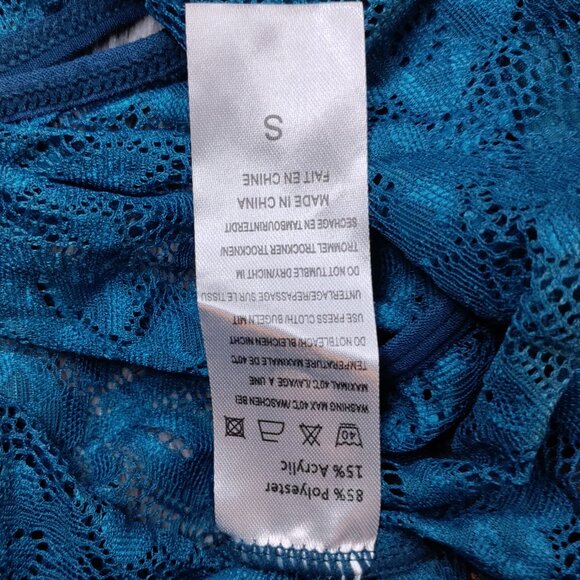 85% Polyester
15% Acrylic
40
WASHING MAX 40℃/WASCHEN BEI
MAXIMAL 40℃/LAVAGE A UNE
TEMPERATURE MAXIMALE DE 40℃
DO NOTBLEACH/ BLEICHEN NICHT
USE PRESS CLOTH/ BUGELN MIT
UNTERLAGE/REPASSAGE SUR LE TISSU
DO NOT TUMBLE DRY/NICHT IM
TROMMEL TROCKNER TROCKNEN/
SECHAGE EN TAMBOURINTERDIT
MADE IN CHINA
FAIT EN CHINE
S